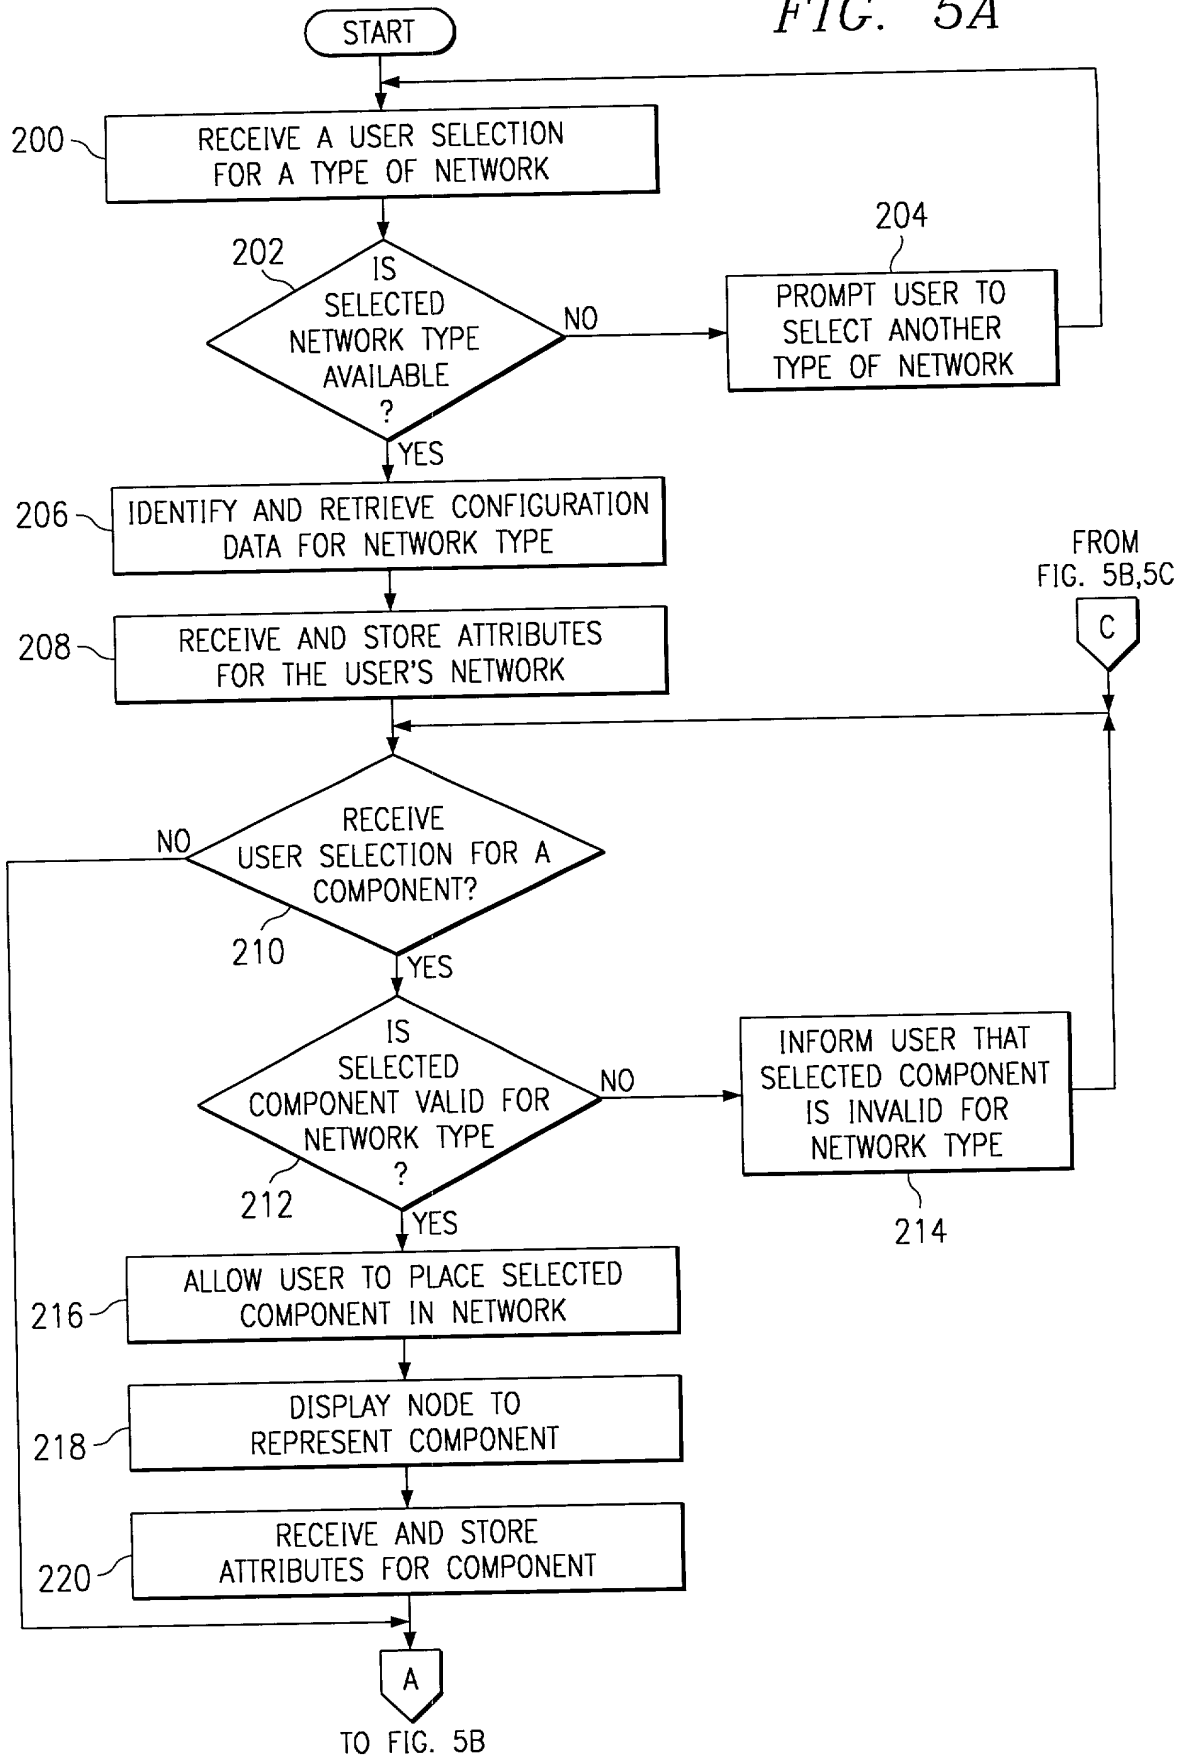 FIG. 5A
START
200
RECEIVE A USER SELECTION
FOR A TYPE OF NETWORK
202
IS
SELECTED
NETWORK TYPE
AVAILABLE
?
NO
204
PROMPT USER TO
SELECT ANOTHER
TYPE OF NETWORK
YES
206
IDENTIFY AND RETRIEVE CONFIGURATION
DATA FOR NETWORK TYPE
208
RECEIVE AND STORE ATTRIBUTES
FOR THE USER'S NETWORK
FROM
FIG. 5B,5C
C
NO
RECEIVE
USER SELECTION FOR A
COMPONENT?
210
YES
IS
SELECTED
COMPONENT VALID FOR
NETWORK TYPE
?
212
NO
INFORM USER THAT
SELECTED COMPONENT
IS INVALID FOR
NETWORK TYPE
214
YES
216
ALLOW USER TO PLACE SELECTED
COMPONENT IN NETWORK
218
DISPLAY NODE TO
REPRESENT COMPONENT
220
RECEIVE AND STORE
ATTRIBUTES FOR COMPONENT
A
TO FIG. 5B